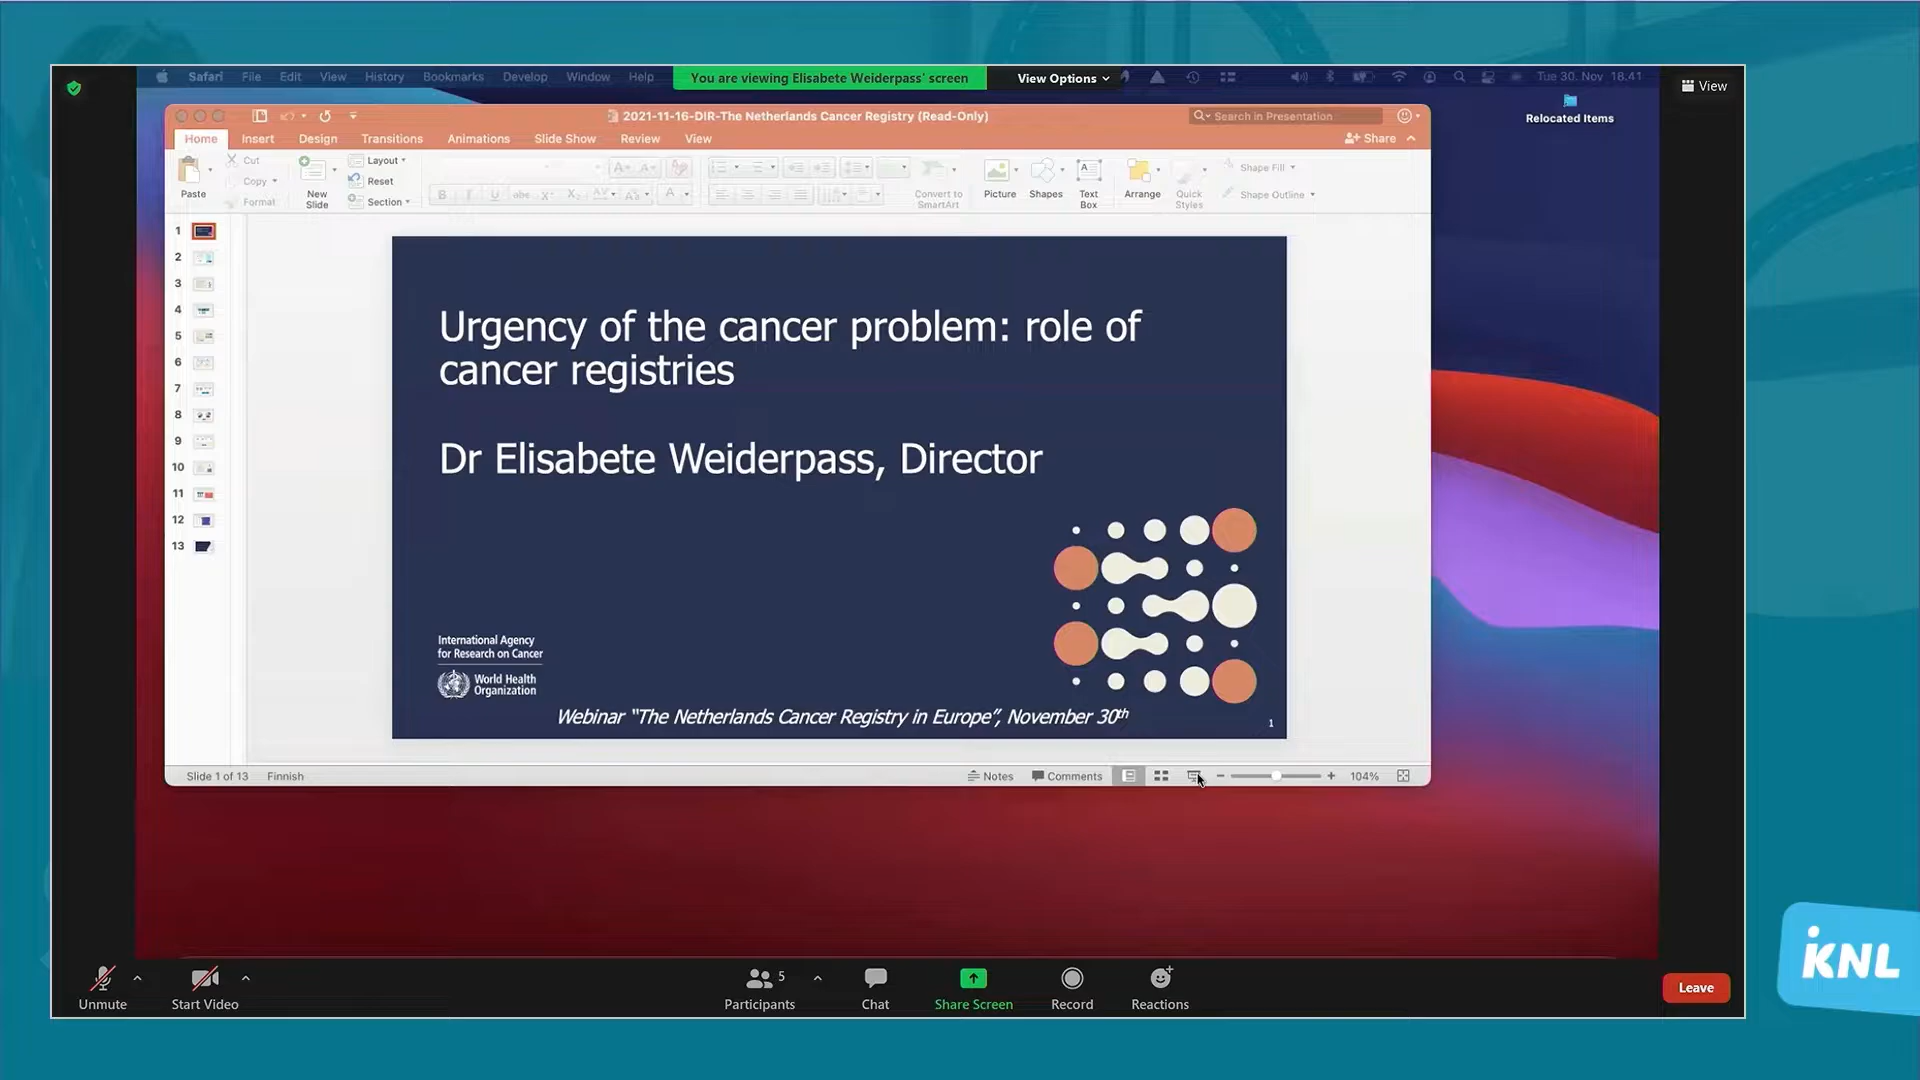 Safari File Edit View History Bookmarks Develop Window Help
You are viewing Elisabete Weiderpass' screen
View Options
Tue 30. Nov 18.41
View
2021-11-16-DIR-The Netherlands Cancer Registry (Read-Only)
Search in Presentation
Relocated Items
Home Insert Design Transitions Animations Slide Show Review View
Share
Paste
Cut
Copy
Format
New
Slide
Layout
Reset
Section
Convert to
SmartArt
Picture
Shapes
Text
Box
Arrange
Quick
Styles
Shape Fill
Shape Outline
1
2
3
4
5
6
7
8
9
10
11
12
13
Urgency of the cancer problem: role of
cancer registries
Dr Elisabete Weiderpass, Director
International Agency
for Research on Cancer
World Health
Organization
Webinar “The Netherlands Cancer Registry in Europe”, November 30th
1
Slide 1 of 13
Finnish
Notes
Comments
104%
Unmute
Start Video
5
Participants
Chat
Share Screen
Record
Reactions
Leave
iKNL